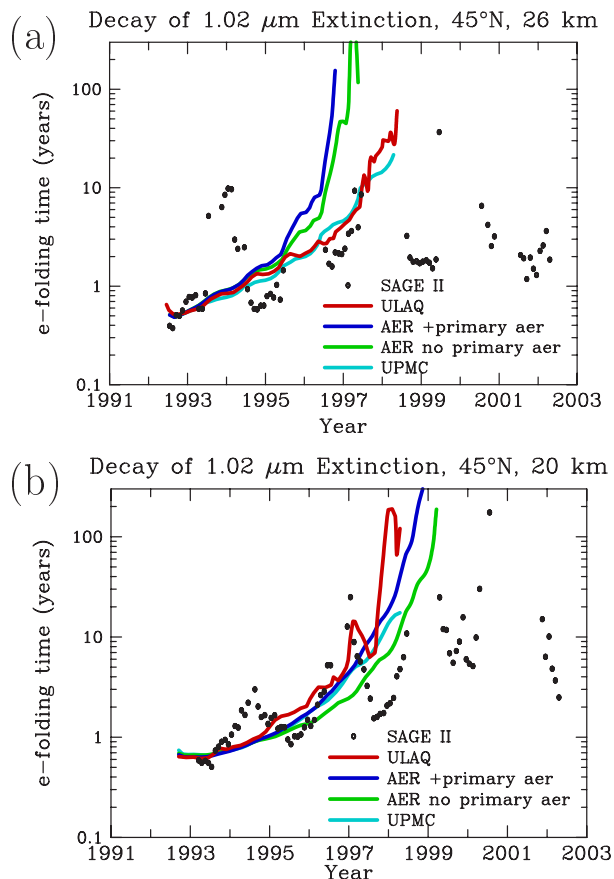 (a)
Decay of 1.02 μm Extinction, 45°N, 26 km
e-folding time (years)
100
10
1
0.1
SAGE II
ULAQ
AER +primary aer
AER no primary aer
UPMC
1991 1993 1995 1997 1999 2001 2003
Year
(b)
Decay of 1.02 μm Extinction, 45°N, 20 km
e-folding time (years)
100
10
1
0.1
SAGE II
ULAQ
AER +primary aer
AER no primary aer
UPMC
1991 1993 1995 1997 1999 2001 2003
Year